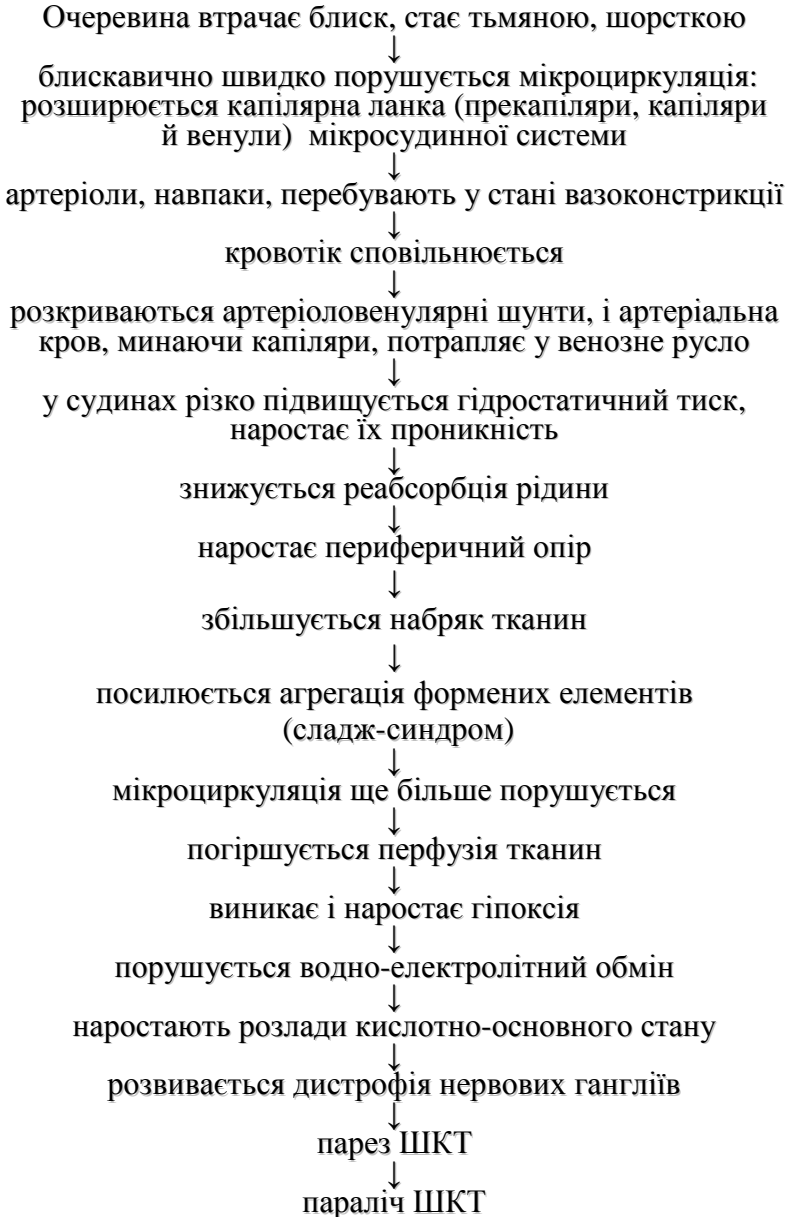 Очеревина втрачає блиск, стає тьмяною, шорсткою
↓
блискавично швидко порушується мікроциркуляція:
розширюється капілярна ланка (прекапіляри, капіляри
й венули) мікросудинної системи
↓
артеріоли, навпаки, перебувають у стані вазоконстрикції
↓
кровотік сповільнюється
↓
розкриваються артеріоловенулярні шунти, і артеріальна
кров, минаючи капіляри, потрапляє у венозне русло
↓
у судинах різко підвищується гідростатичний тиск,
наростає їх проникність
↓
знижується реабсорбція рідини
↓
наростає периферичний опір
↓
збільшується набряк тканин
↓
посилюється агрегація формених елементів
(сладж-синдром)
↓
мікроциркуляція ще більше порушується
↓
погіршується перфузія тканин
↓
виникає і наростає гіпоксія
↓
порушується водно-електролітний обмін
↓
наростають розлади кислотно-основного стану
↓
розвивається дистрофія нервових гангліїв
↓
парез ШКТ
↓
параліч ШКТ